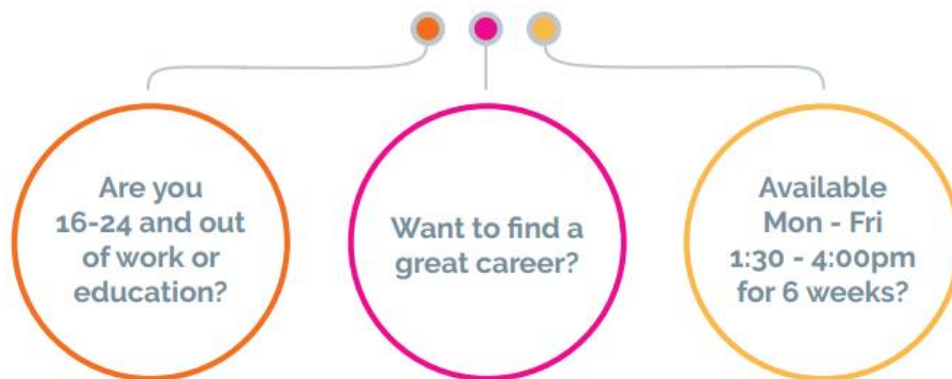 Are you
16-24 and out
of work or
education?
Want to find a
great career?
Available
Mon - Fri
1:30 - 4:00pm
for 6 weeks?